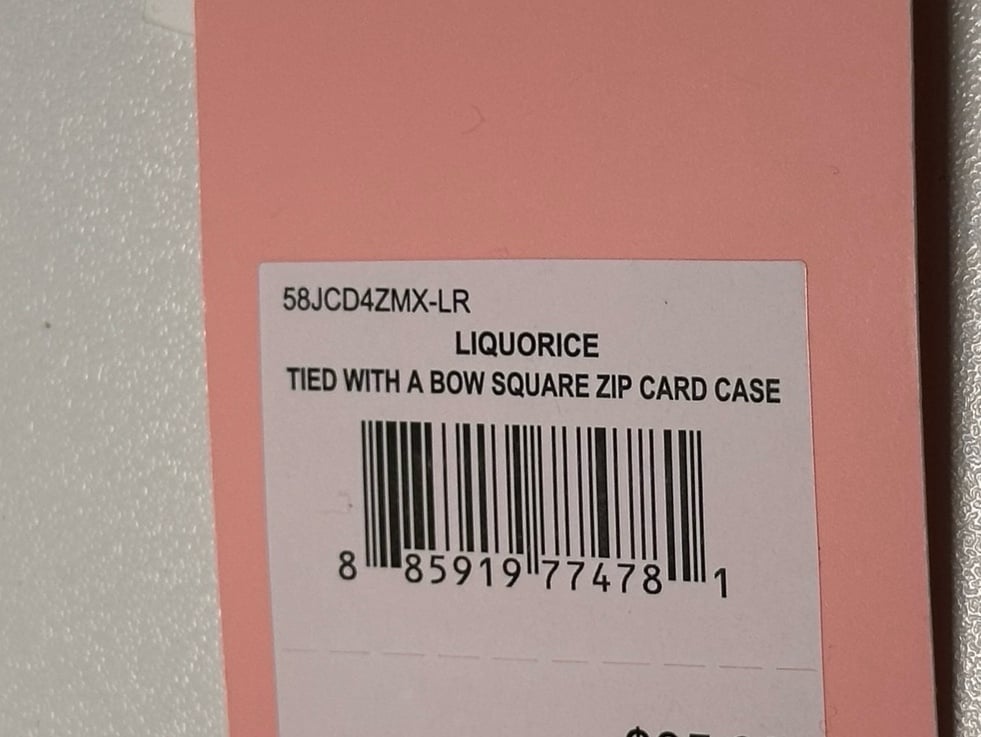 58JCD4ZMX-LR
LIQUORICE
TIED WITH A BOW SQUARE ZIP CARD CASE
8 85919 77478 1